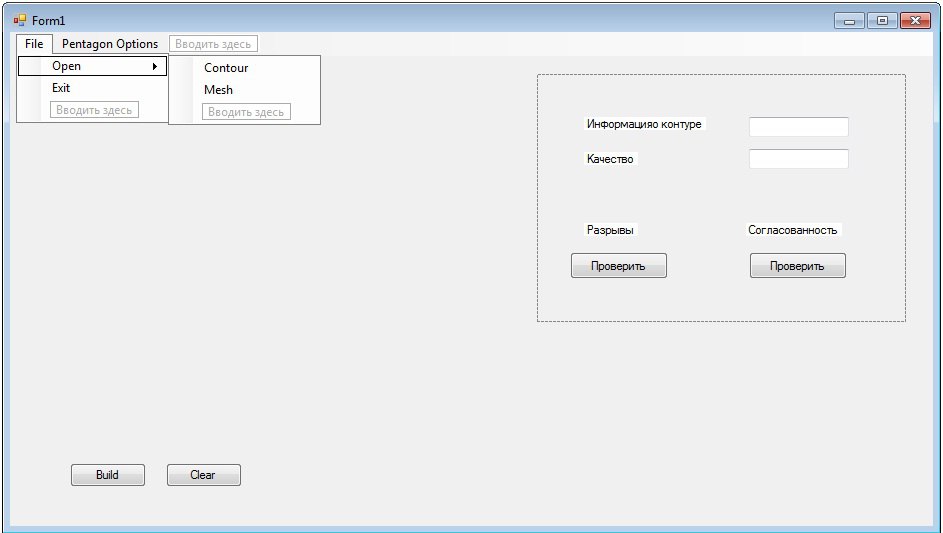 Form1
File Pentagon Options Вводить здесь
Open Contour
Exit Mesh
Вводить здесь Вводить здесь
Информацияо контуре
Качество
Разрывы Согласованность
Проверить Проверить
Build Clear